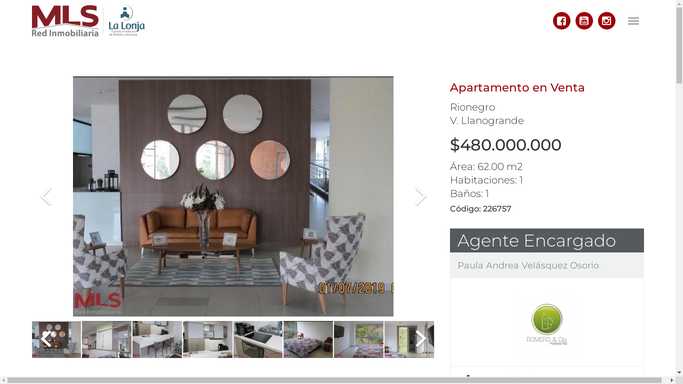 MLS
Red Inmobiliaria
La Lonja
Apartamento en Venta
Rionegro
V. Llanogrande
$480.000.000
Área: 62.00 m2
Habitaciones: 1
Baños: 1
Código: 226757
Agente Encargado
Paula Andrea Velásquez Osorio
MLS
01/07/2019
ROMERO & Cía